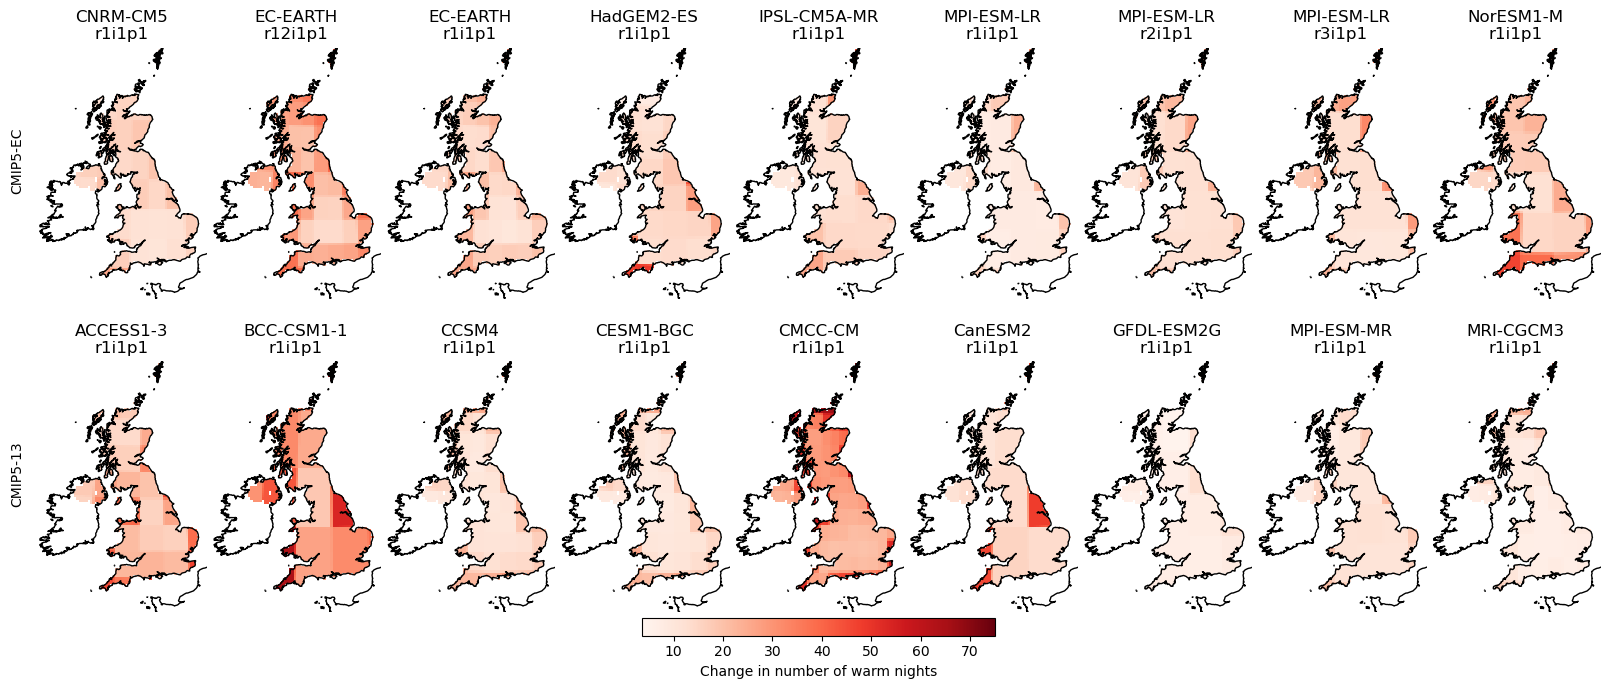 CNRM-CM5 EC-EARTH EC-EARTH HadGEM2-ES IPSL-CM5A-MR MPI-ESM-LR MPI-ESM-LR MPI-ESM-LR NorESM1-M
r1i1p1 r12i1p1 r1i1p1 r1i1p1 r1i1p1 r1i1p1 r2i1p1 r3i1p1 r1i1p1
CMIP5-EC
ACCESS1-3 BCC-CSM1-1 CCSM4 CESM1-BGC CMCC-CM CanESM2 GFDL-ESM2G MPI-ESM-MR MRI-CGCM3
r1i1p1 r1i1p1 r1i1p1 r1i1p1 r1i1p1 r1i1p1 r1i1p1 r1i1p1 r1i1p1
CMIP5-13
10 20 30 40 50 60 70
Change in number of warm nights